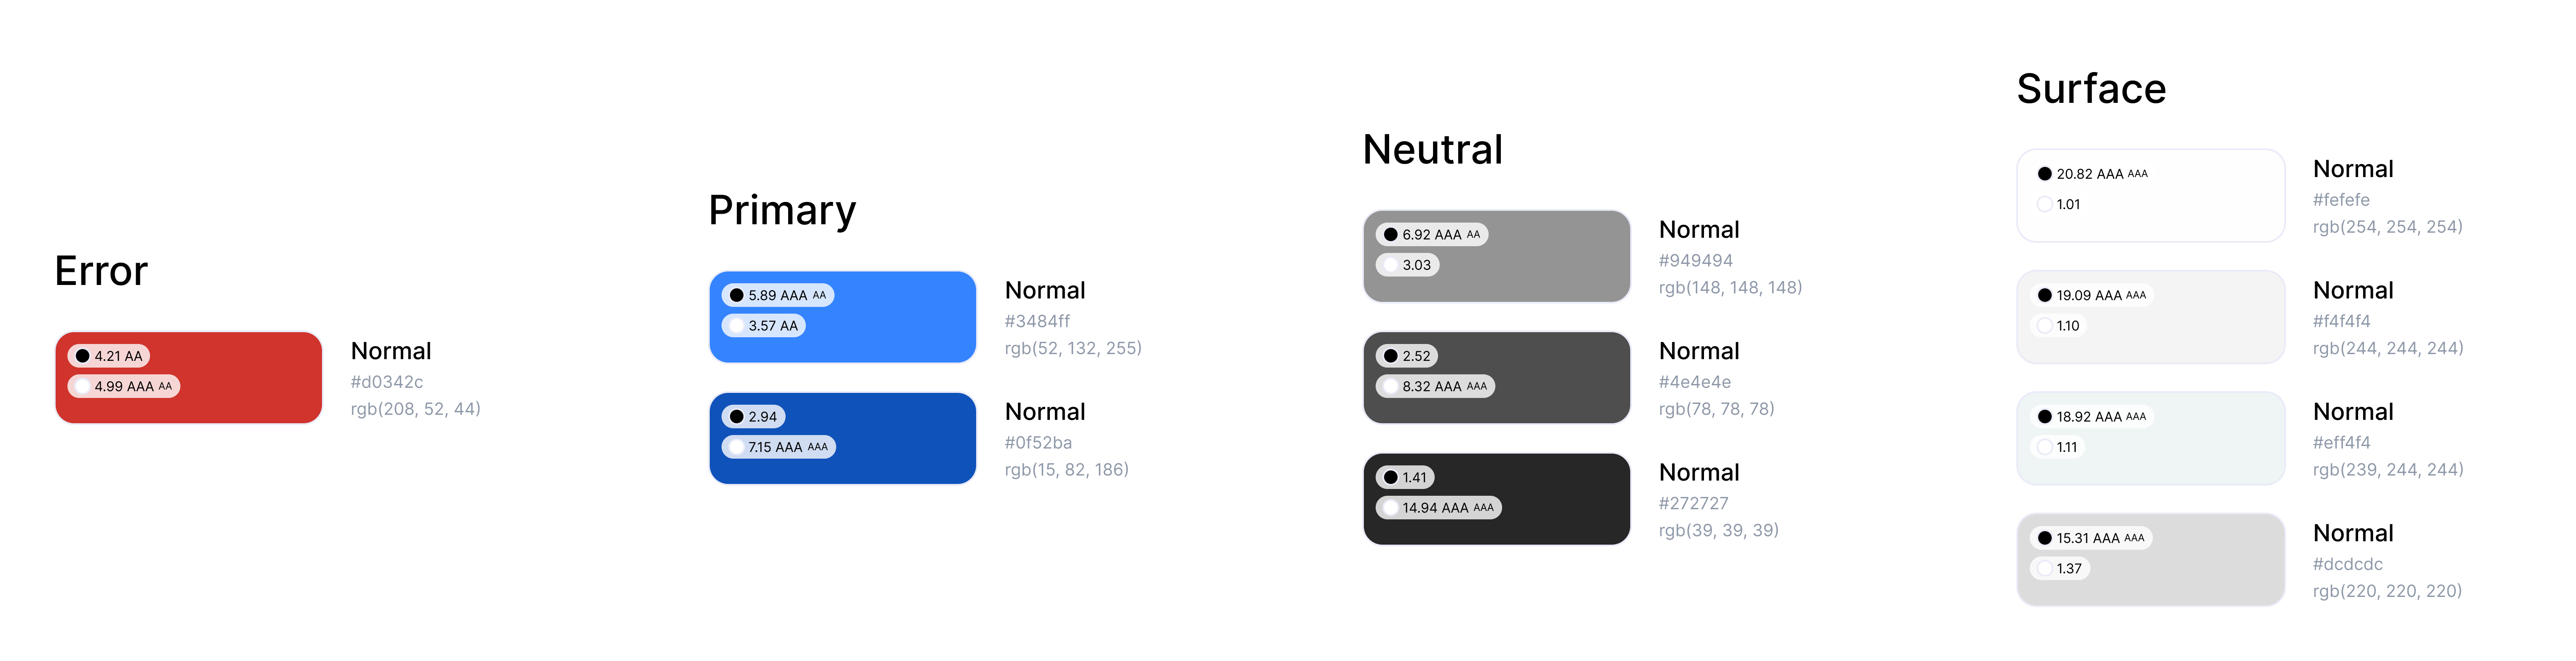 Error
4.21 AA
4.99 AAA AA
Normal
#d0342c
rgb(208, 52, 44)
Primary
5.89 AAA AA
3.57 AA
Normal
#3484ff
rgb(52, 132, 255)
2.94
7.15 AAA AAA
Normal
#0f52ba
rgb(15, 82, 186)
Neutral
6.92 AAA AA
3.03
Normal
#949494
rgb(148, 148, 148)
2.52
8.32 AAA AAA
Normal
#4e4e4e
rgb(78, 78, 78)
1.41
14.94 AAA AAA
Normal
#272727
rgb(39, 39, 39)
Surface
20.82 AAA AAA
1.01
Normal
#fefefe
rgb(254, 254, 254)
19.09 AAA AAA
1.10
Normal
#f4f4f4
rgb(244, 244, 244)
18.92 AAA AAA
1.11
Normal
#eff4f4
rgb(239, 244, 244)
15.31 AAA AAA
1.37
Normal
#dcdcdc
rgb(220, 220, 220)